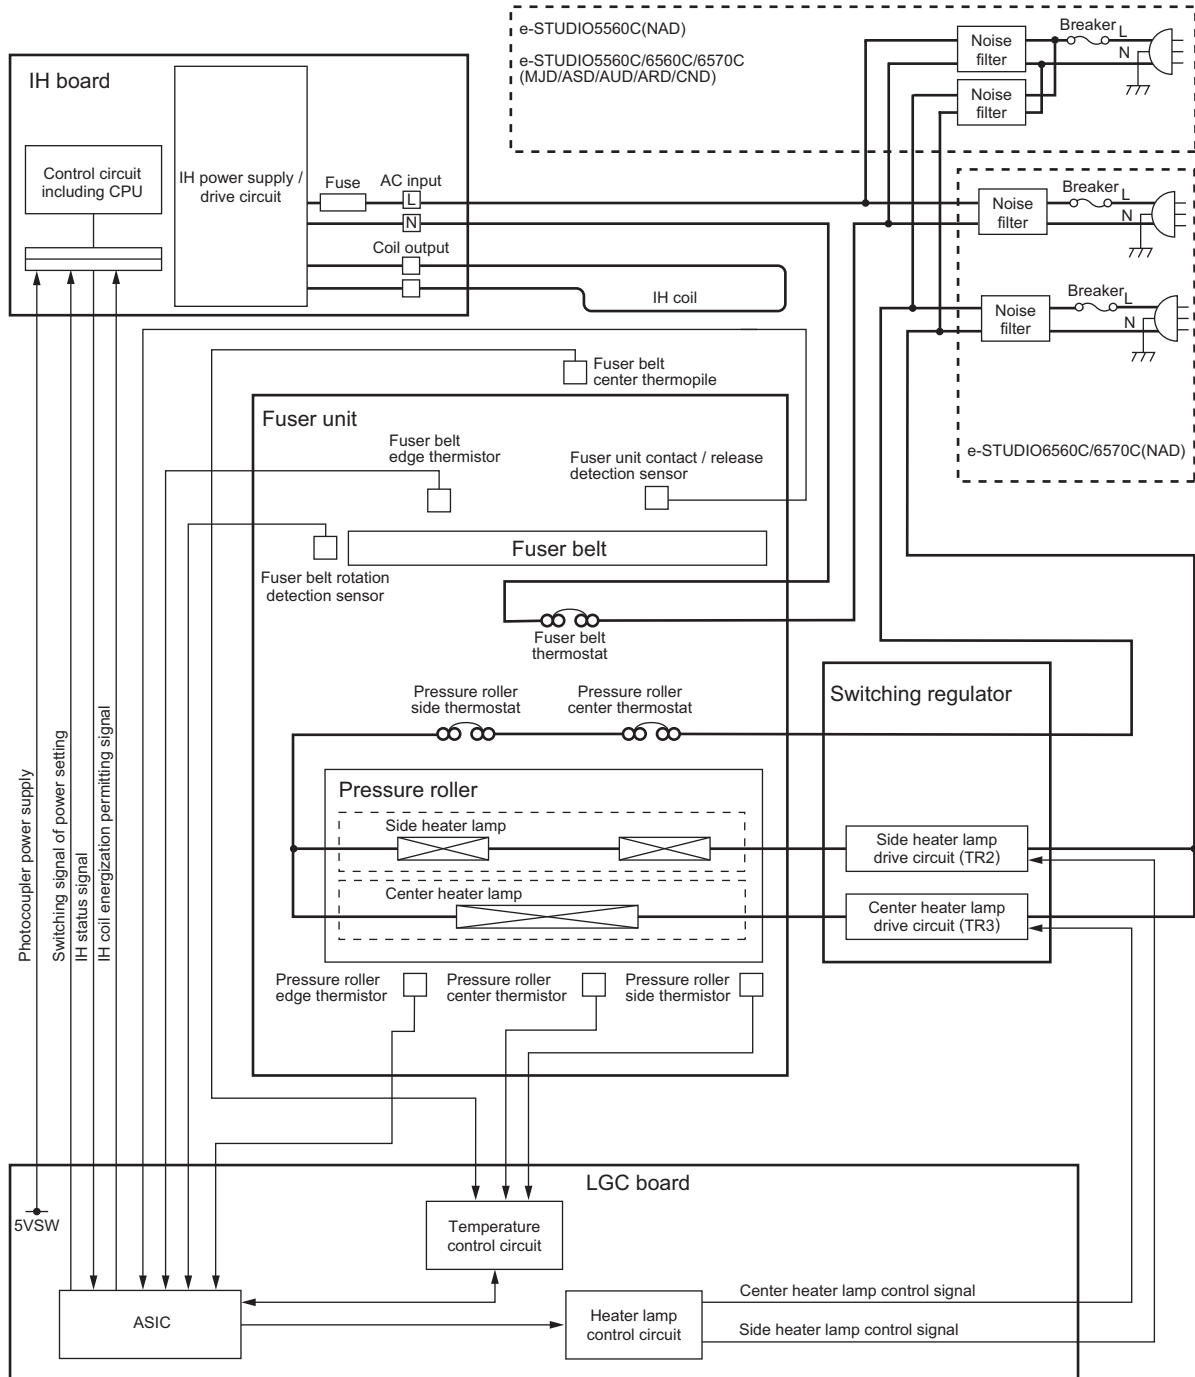 e-STUDIO5560C(NAD)
e-STUDIO5560C/6560C/6570C
(MJD/ASD/AUD/ARD/CND)
Noise
filter
Breaker
L
N
Noise
filter
IH board
Control circuit
including CPU
IH power supply /
drive circuit
Fuse
AC input
L
N
Coil output
IH coil
Noise
filter
Breaker
L
N
Noise
filter
Breaker
L
N
e-STUDIO6560C/6570C(NAD)
Fuser belt
center thermopile
Fuser unit
Fuser belt
edge thermistor
Fuser unit contact / release
detection sensor
Fuser belt
Fuser belt rotation
detection sensor
Fuser belt
thermostat
Pressure roller
side thermostat
Pressure roller
center thermostat
Switching regulator
Pressure roller
Side heater lamp
Center heater lamp
Side heater lamp
drive circuit (TR2)
Center heater lamp
drive circuit (TR3)
Pressure roller
edge thermistor
Pressure roller
center thermistor
Pressure roller
side thermistor
Photocoupler power supply
Switching signal of power setting
IH status signal
IH coil energization permitting signal
LGC board
5VSW
Temperature
control circuit
ASIC
Heater lamp
control circuit
Center heater lamp control signal
Side heater lamp control signal